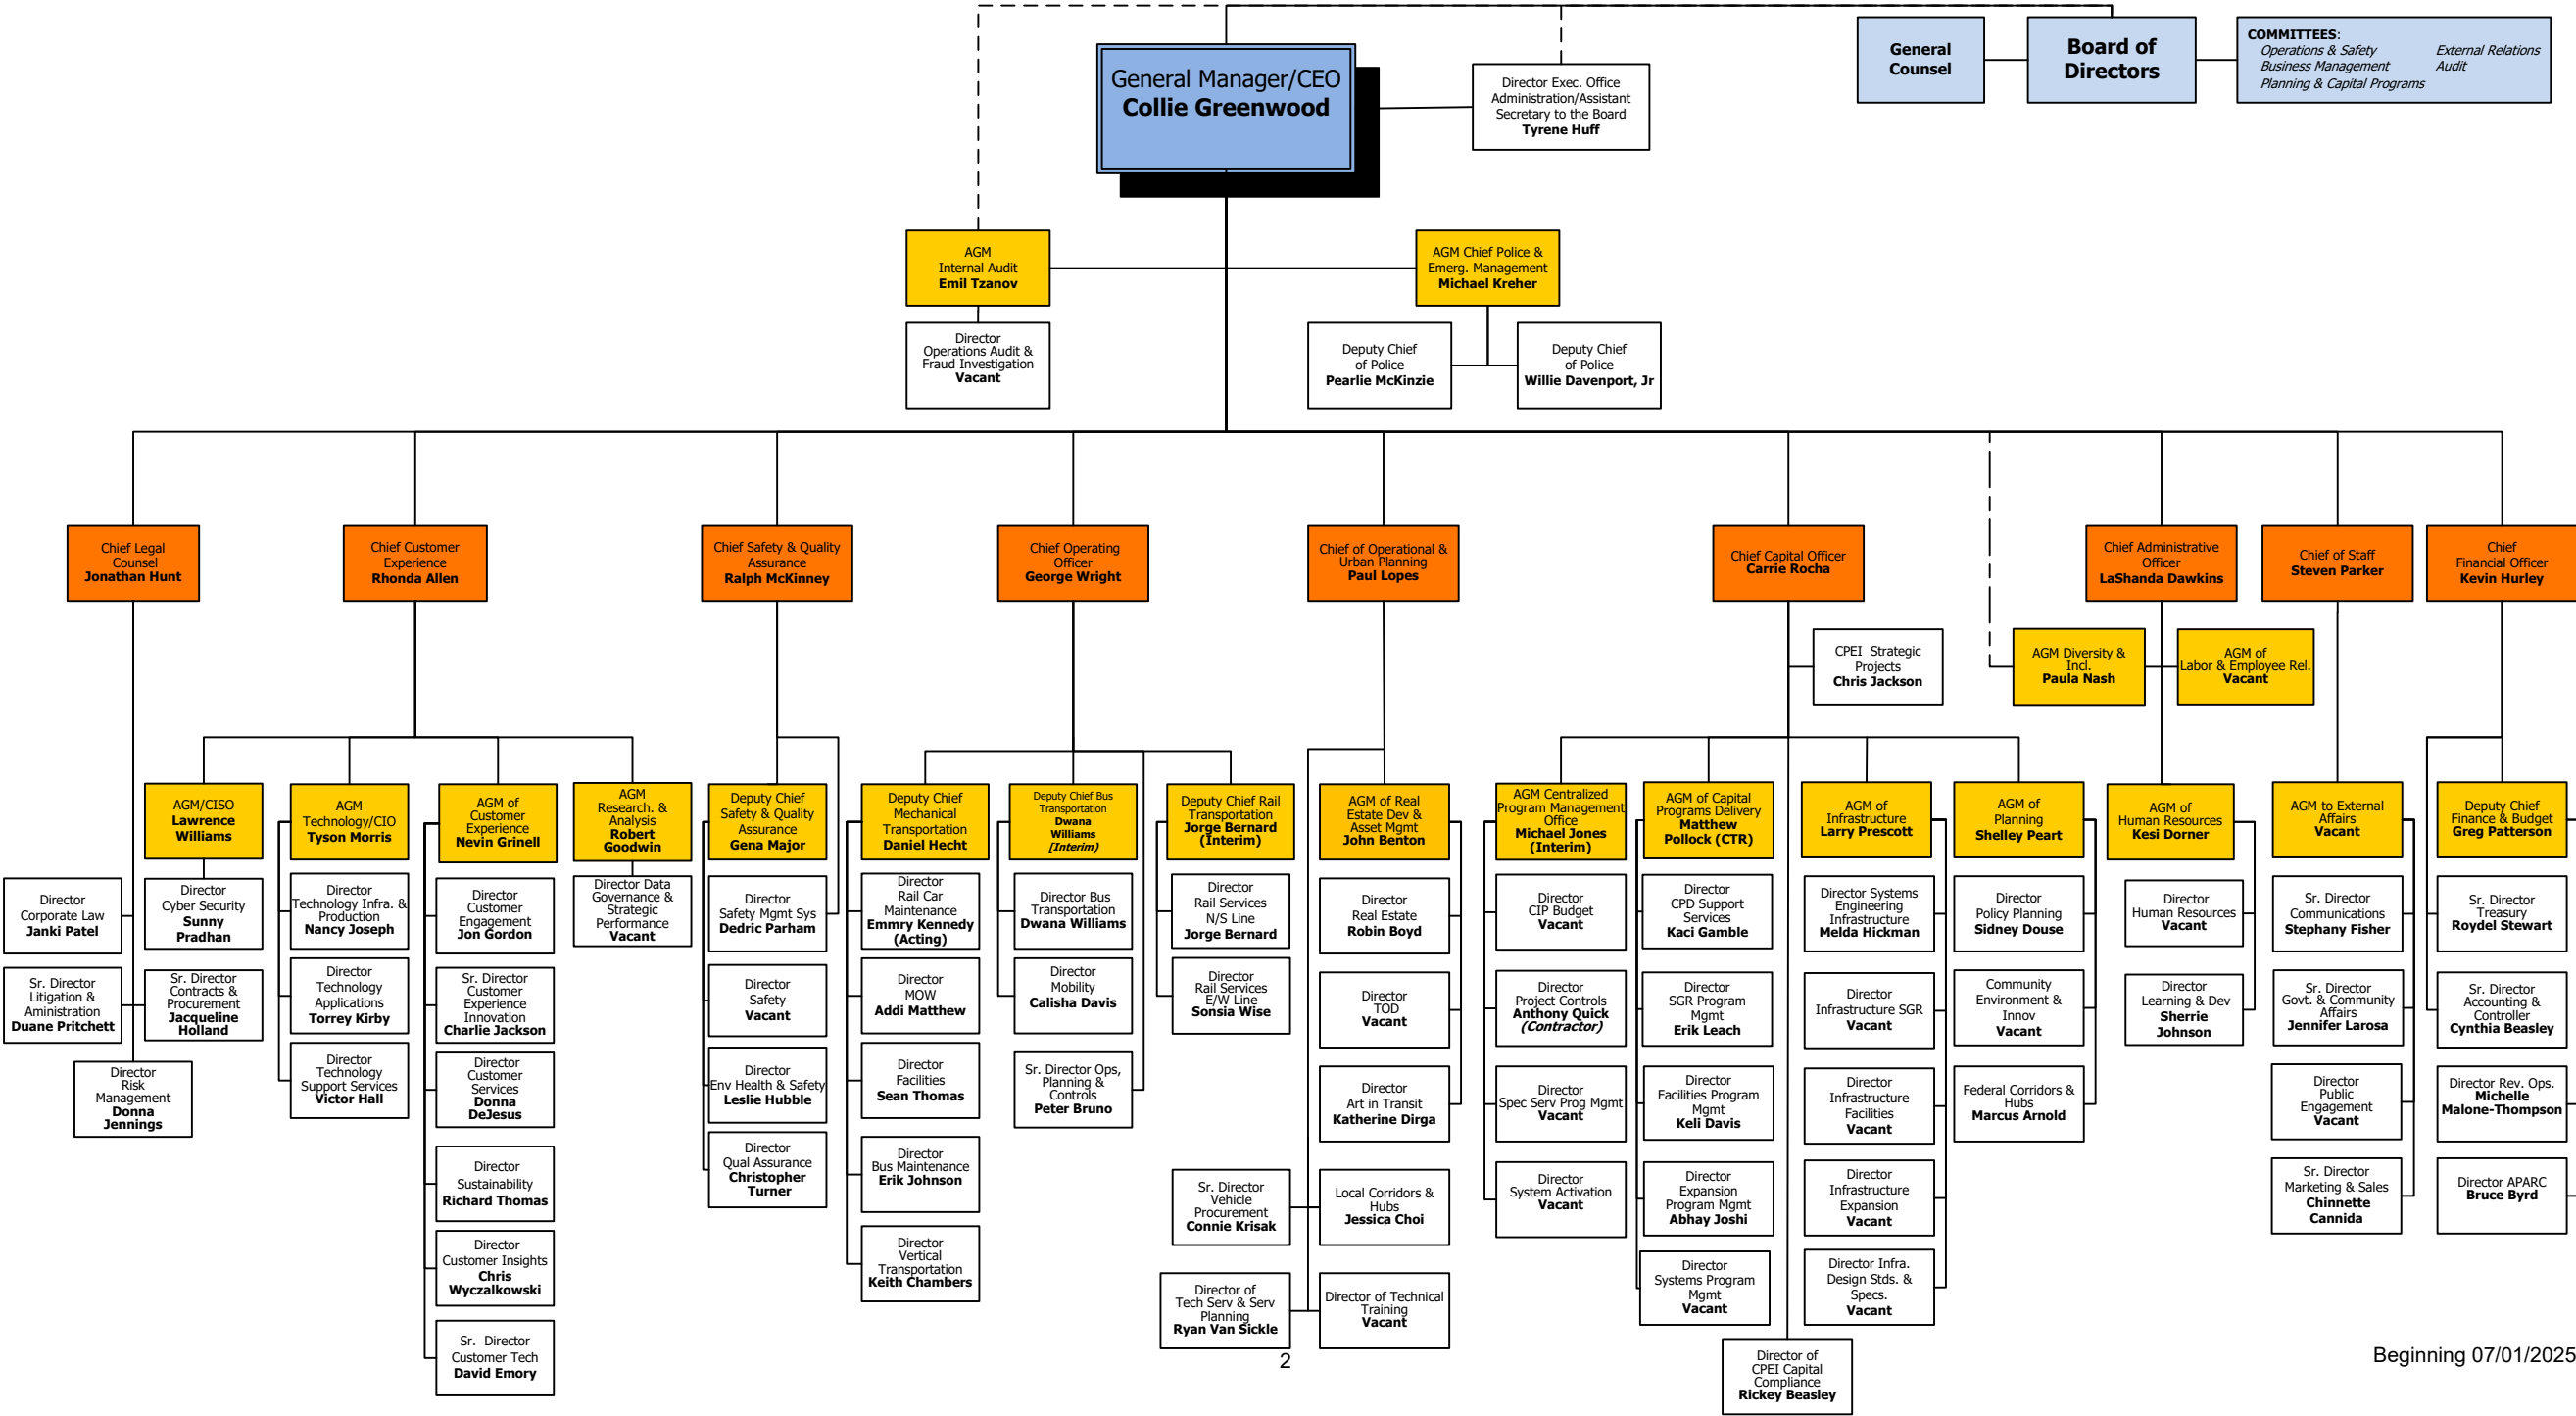 General Manager/CEO
Collie Greenwood
Director Exec. Office
Administration/Assistant
Secretary to the Board
Tyrene Huff
General
Counsel
Board of
Directors
COMMITTEES:
Operations & Safety External Relations
Business Management Audit
Planning & Capital Programs
AGM
Internal Audit
Emil Tzanov
AGM Chief Police &
Emerg. Management
Michael Kreher
Director
Operations Audit &
Fraud Investigation
Vacant
Deputy Chief
of Police
Pearlie McKinzie
Deputy Chief
of Police
Willie Davenport, Jr
Chief Legal
Counsel
Jonathan Hunt
Chief Customer
Experience
Rhonda Allen
Chief Safety & Quality
Assurance
Ralph McKinney
Chief Operating
Officer
George Wright
Chief of Operational &
Urban Planning
Paul Lopes
Chief Capital Officer
Carrie Rocha
Chief Administrative
Officer
LaShanda Dawkins
Chief of Staff
Steven Parker
Chief
Financial Officer
Kevin Hurley
CPEI Strategic
Projects
Chris Jackson
AGM Diversity &
Incl.
Paula Nash
AGM of
Labor & Employee Rel.
Vacant
AGM/CISO
Lawrence
Williams
AGM
Technology/CIO
Tyson Morris
AGM of
Customer
Experience
Nevin Grinell
AGM
Research. &
Analysis
Robert
Goodwin
Deputy Chief
Safety & Quality
Assurance
Gena Major
Deputy Chief
Mechanical
Transportation
Daniel Hecht
Deputy Chief Bus
Transportation
Dwana
Williams
[Interim)
Deputy Chief Rail
Transportation
Jorge Bernard
(Interim)
AGM of Real
Estate Dev &
Asset Mgmt
John Benton
AGM Centralized
Program Management
Office
Michael Jones
(Interim)
AGM of Capital
Programs Delivery
Matthew
Pollock (CTR)
AGM of
Infrastructure
Larry Prescott
AGM of
Planning
Shelley Peart
AGM of
Human Resources
Kesi Dorner
AGM to External
Affairs
Vacant
Deputy Chief
Finance & Budget
Greg Patterson
Director
Corporate Law
Janki Patel
Director
Cyber Security
Sunny
Pradhan
Director
Technology Infra. &
Production
Nancy Joseph
Director
Customer
Engagement
Jon Gordon
Director Data
Governance &
Strategic
Performance
Vacant
Director
Safety Mgmt Sys
Dedric Parham
Director
Rail Car
Maintenance
Emmry Kennedy
(Acting)
Director Bus
Transportation
Dwana Williams
Director
Rail Services
N/S Line
Jorge Bernard
Director
Real Estate
Robin Boyd
Director
CIP Budget
Vacant
Director
CPD Support
Services
Kaci Gamble
Director Systems
Engineering
Infrastructure
Melda Hickman
Director
Policy Planning
Sidney Douse
Director
Human Resources
Vacant
Sr. Director
Communications
Stephany Fisher
Sr. Director
Treasury
Roydel Stewart
Sr. Director
Litigation &
Aministration
Duane Pritchett
Sr. Director
Contracts &
Procurement
Jacqueline
Holland
Director
Technology
Applications
Torrey Kirby
Sr. Director
Customer
Experience
Innovation
Charlie Jackson
Director
Safety
Vacant
Director
MOW
Addi Matthew
Director
Mobility
Calisha Davis
Director
Rail Services
E/W Line
Sonsia Wise
Director
TOD
Vacant
Director
Project Controls
Anthony Quick
(Contractor)
Director
SGR Program
Mgmt
Erik Leach
Director
Infrastructure SGR
Vacant
Community
Environment &
Innov
Vacant
Director
Learning & Dev
Sherrie
Johnson
Sr. Director
Govt. & Community
Affairs
Jennifer Larosa
Sr. Director
Accounting &
Controller
Cynthia Beasley
Director
Risk
Management
Donna
Jennings
Director
Technology
Support Services
Victor Hall
Director
Customer
Services
Donna
DeJesus
Director
Env Health & Safety
Leslie Hubble
Director
Facilities
Sean Thomas
Sr. Director Ops,
Planning &
Controls
Peter Bruno
Director
Art in Transit
Katherine Dirga
Director
Spec Serv Prog Mgmt
Vacant
Director
Facilities Program
Mgmt
Keli Davis
Director
Infrastructure
Facilities
Vacant
Federal Corridors &
Hubs
Marcus Arnold
Director
Public
Engagement
Vacant
Director Rev. Ops.
Michelle
Malone-Thompson
Director
Sustainability
Richard Thomas
Director
Qual Assurance
Christopher
Turner
Director
Bus Maintenance
Erik Johnson
Sr. Director
Vehicle
Procurement
Connie Krisak
Local Corridors &
Hubs
Jessica Choi
Director
System Activation
Vacant
Director
Expansion
Program Mgmt
Abhay Joshi
Director
Infrastructure
Expansion
Vacant
Sr. Director
Marketing & Sales
Chinnette
Cannida
Director APARC
Bruce Byrd
Director
Customer Insights
Chris
Wyczalkowski
Director
Vertical
Transportation
Keith Chambers
Director of
Tech Serv & Serv
Planning
Ryan Van Sickle
Director of Technical
Training
Vacant
Director
Systems Program
Mgmt
Vacant
Director Infra.
Design Stds. &
Specs.
Vacant
Sr. Director
Customer Tech
David Emory
Director of
CPEI Capital
Compliance
Rickey Beasley
2
Beginning 07/01/2025